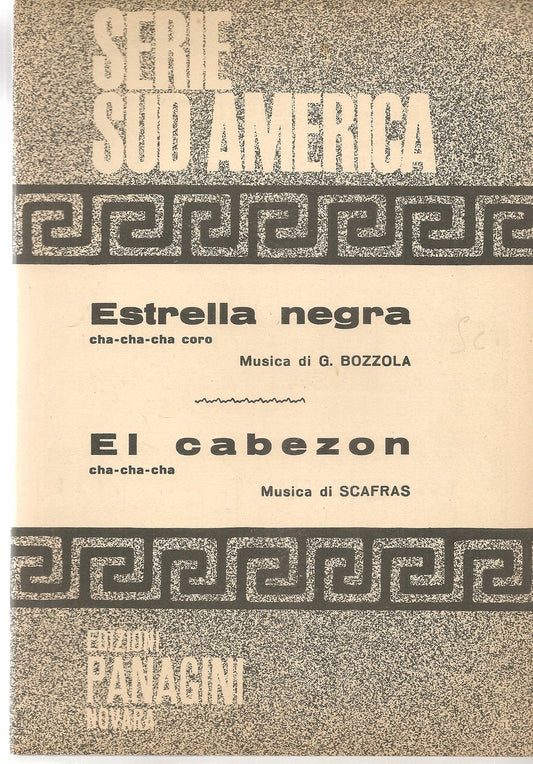 SERIE
SUD AMERICA
Estrella negra
cha-cha-cha coro
Musica di G. BOZZOLA
El cabezon
cha-cha-cha
Musica di SCAFRAS
EDIZIONI
PANAGINI
NOVARA